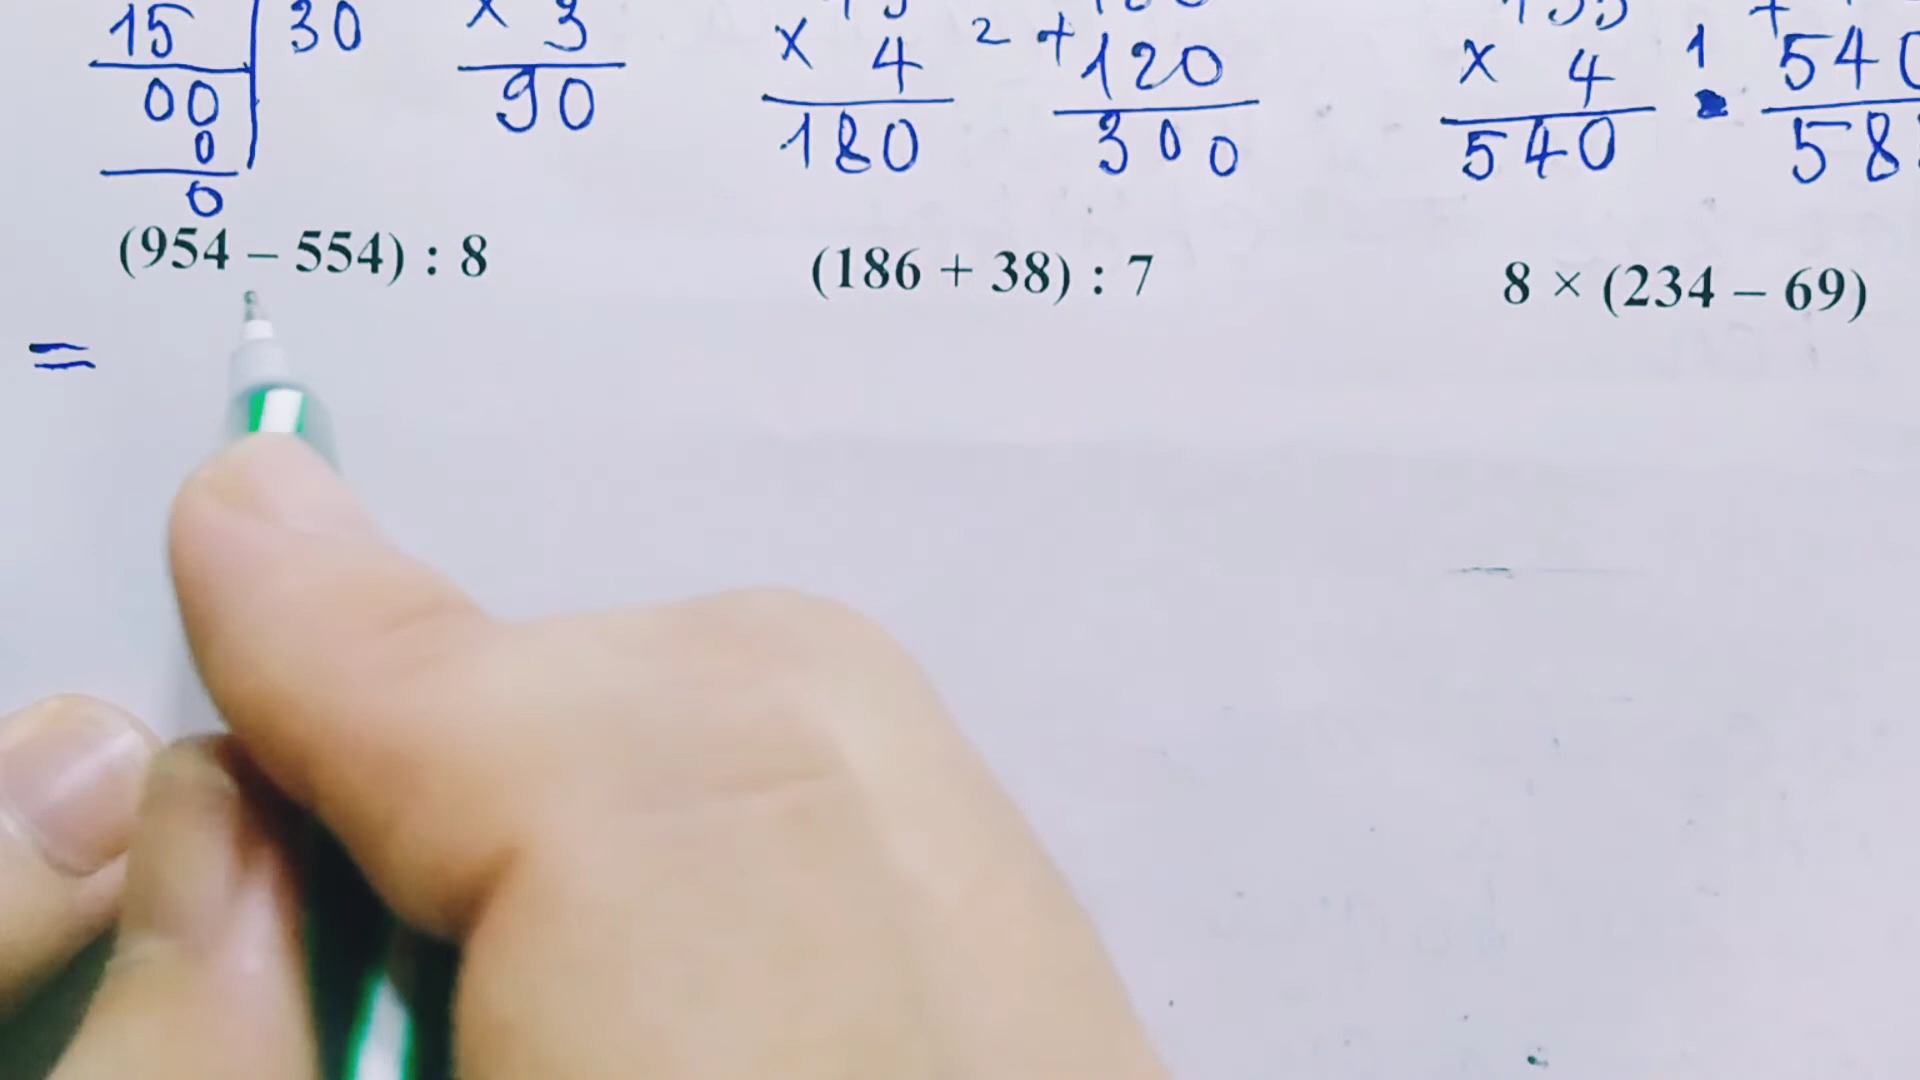 15 30 × 3 × 4 2 + 120 × 4 1 + 540
00 90 180 300 540 58
0
0
(954 – 554) : 8 (186 + 38) : 7 8 × (234 – 69)
=